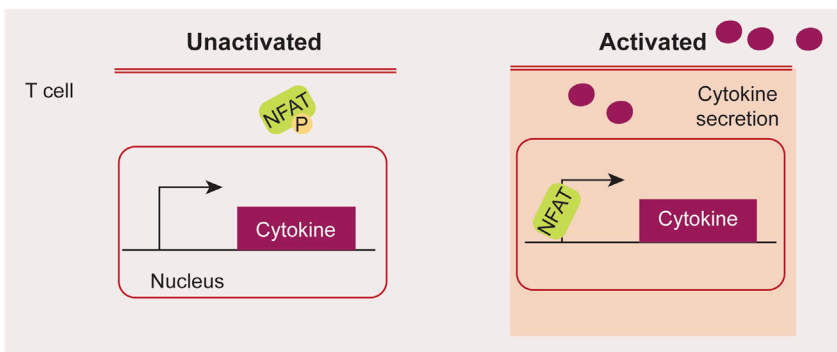 Unactivated
T cell
NFAT
P
Cytokine
Nucleus
Activated
Cytokine
secretion
NFAT
Cytokine